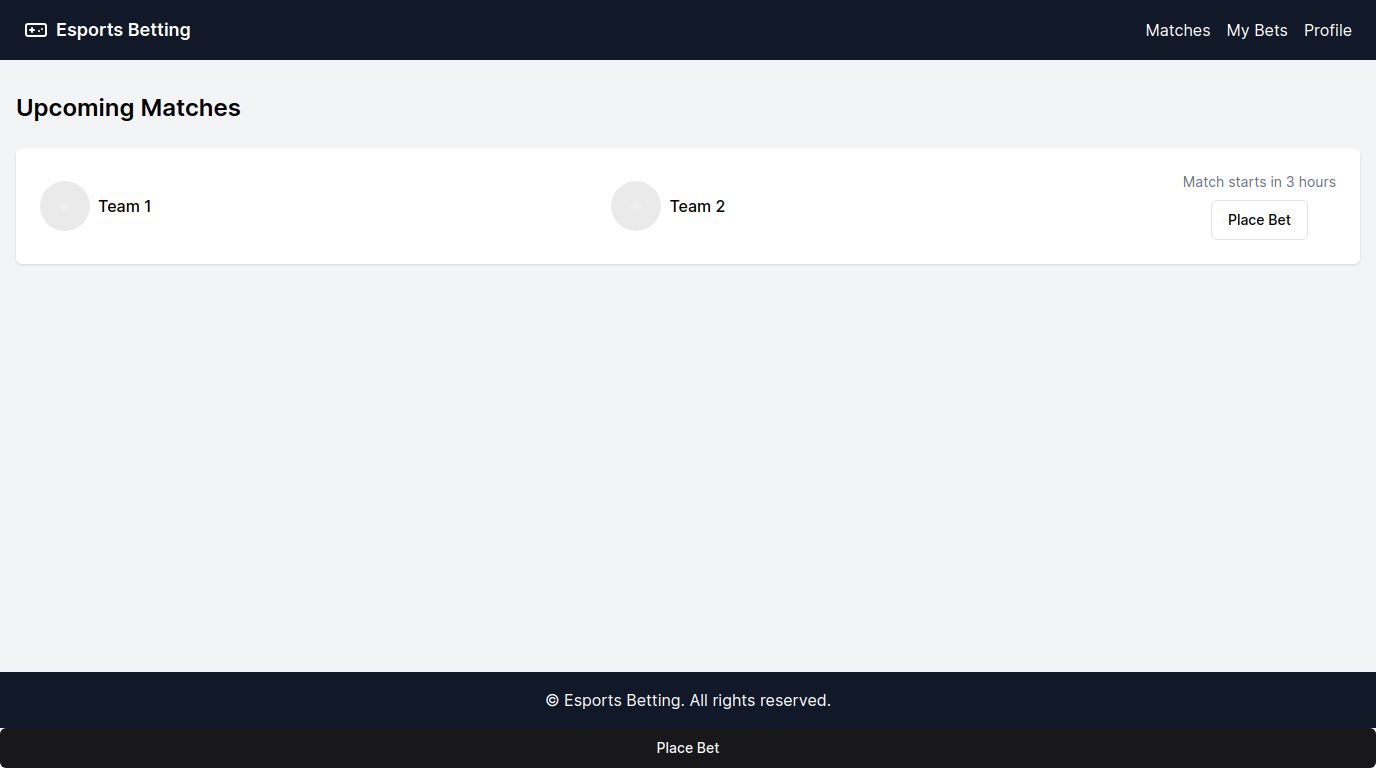 Esports Betting
Matches My Bets Profile
Upcoming Matches
Team 1
Team 2
Match starts in 3 hours
Place Bet
© Esports Betting. All rights reserved.
Place Bet